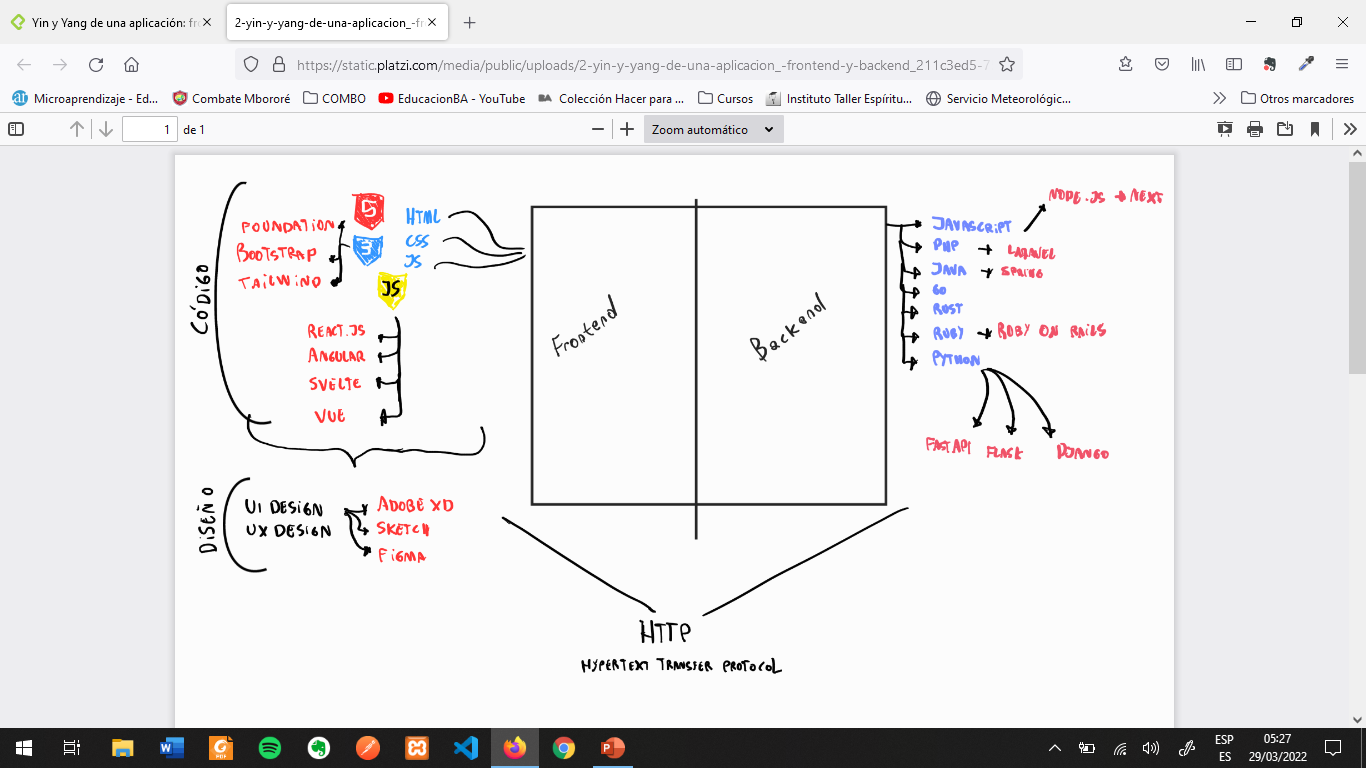 Yin y Yang de una aplicación: fr
2-yin-y-yang-de-una-aplicacion_-fr
https://static.platzi.com/media/public/uploads/2-yin-y-yang-de-una-aplicacion_-frontend-y-backend_211c3ed5-7
Microaprendizaje - Ed...
Combate Mbororé
COMBO
EducacionBA - YouTube
BA Colección Hacer para ...
Cursos
Instituto Taller Espíritu...
Servicio Meteorológic...
Otros marcadores
1 de 1
Zoom automático
CÓDIGO
FOUNDATION
BOOTSTRAP
TAILWIND
5
3
JS
HTML
CSS
JS
REACT.JS
ANGULAR
SVELTE
VUE
DISEÑO
UI DESIGN
UX DESIGN
ADOBE XD
SKETCH
FIGMA
Frontend
Backend
JAVASCRIPT
NODE.JS → NEXT
PHP → LARAVEL
JAVA → SPRING
GO
RUST
RUBY → RUBY ON RAILS
PYTHON
FASTAPI
FLASK
DJANGO
HTTP
HYPERTEXT TRANSFER PROTOCOL
ESP
ES
05:27
29/03/2022